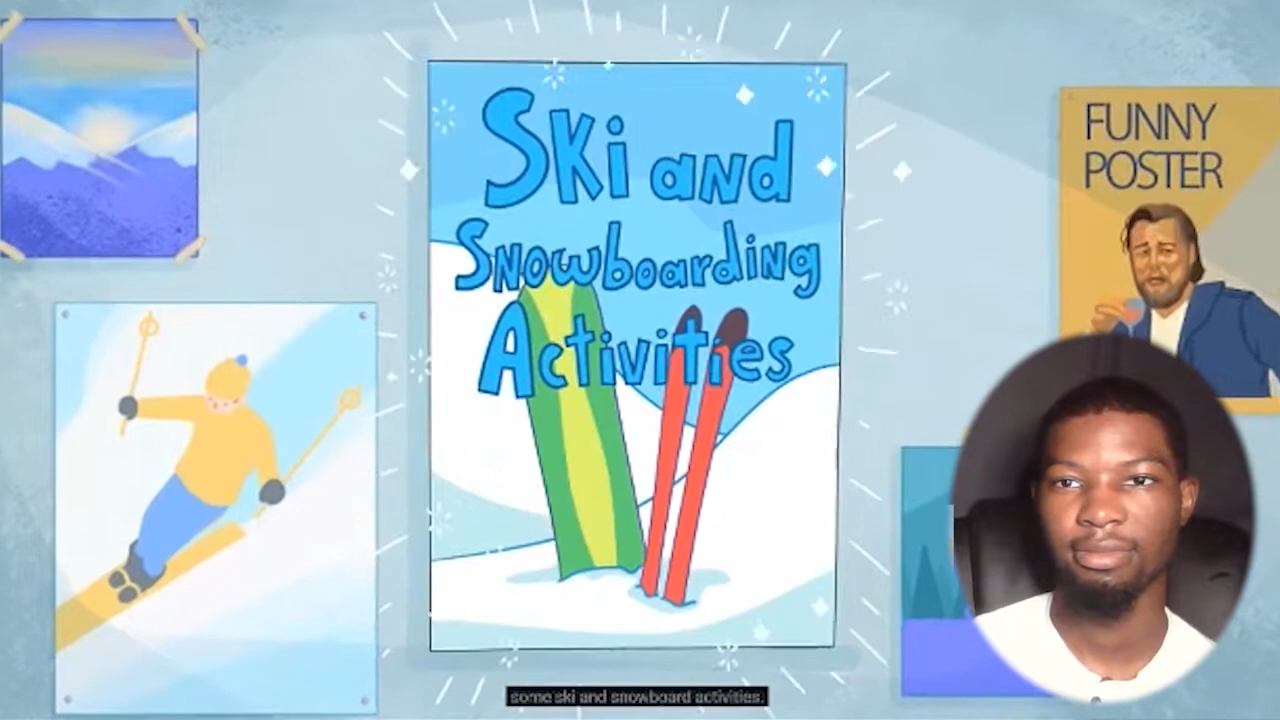 Ski and
Snowboarding
Activities
FUNNY
POSTER
some ski and snowboard activities.